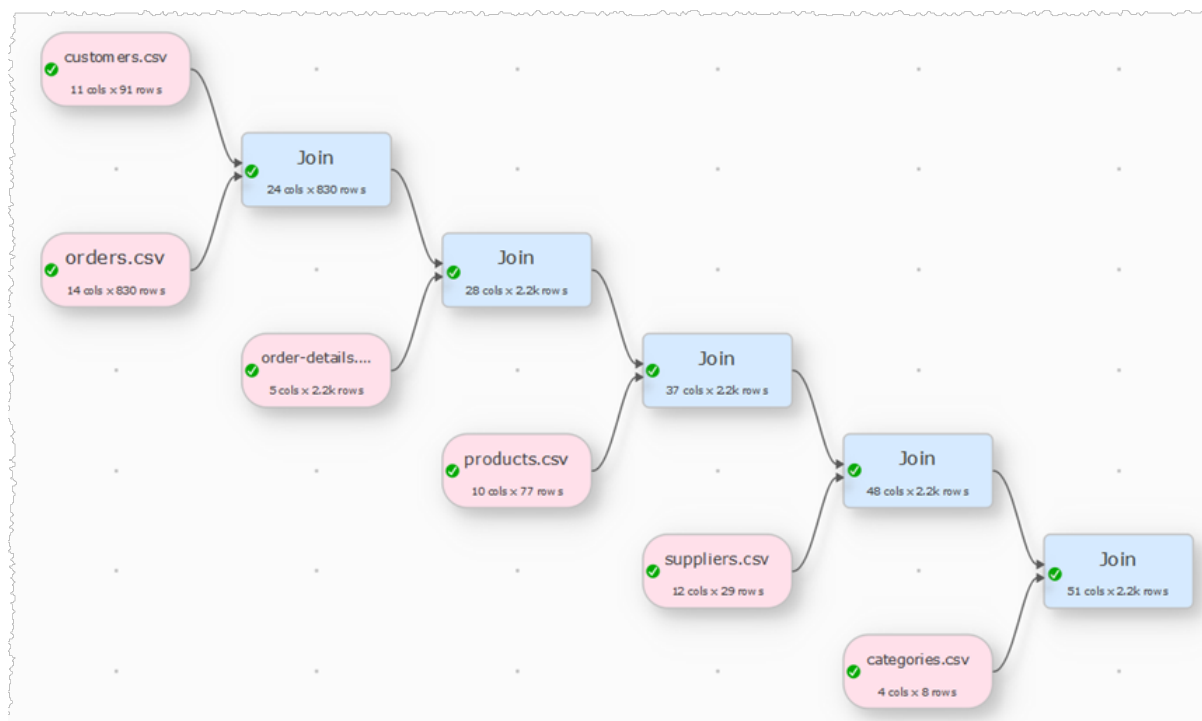 customers.csv
11 cols x 91 rows
Join
24 cols x 830 rows
orders.csv
14 cols x 830 rows
Join
28 cols x 2.2k rows
order-details....
5 cols x 2.2k rows
Join
37 cols x 2.2k rows
products.csv
10 cols x 77 rows
Join
48 cols x 2.2k rows
suppliers.csv
12 cols x 29 rows
Join
51 cols x 2.2k rows
categories.csv
4 cols x 8 rows